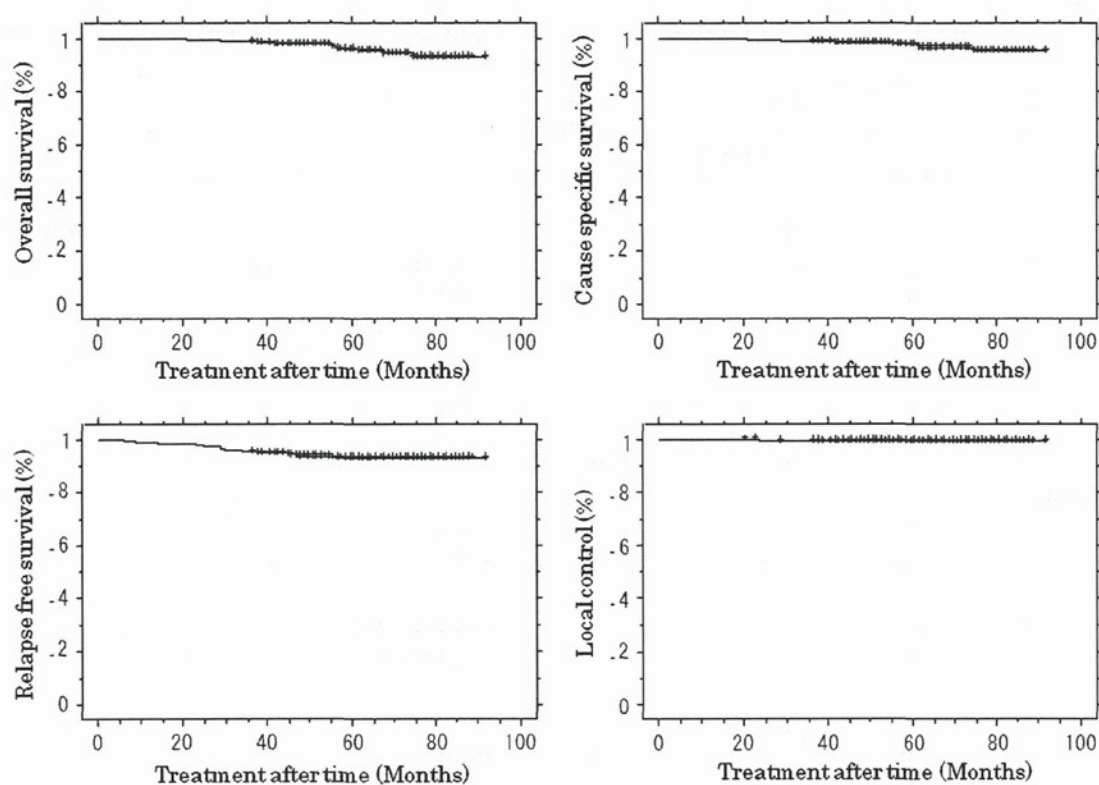 Overall survival (%)
1
.8
.6
.4
.2
0
0 20 40 60 80 100
Treatment after time (Months)
Cause specific survival (%)
1
.8
.6
.4
.2
0
0 20 40 60 80 100
Treatment after time (Months)
Relapse free survival (%)
1
.8
.6
.4
.2
0
0 20 40 60 80 100
Treatment after time (Months)
Local control (%)
1
.8
.6
.4
.2
0
0 20 40 60 80 100
Treatment after time (Months)